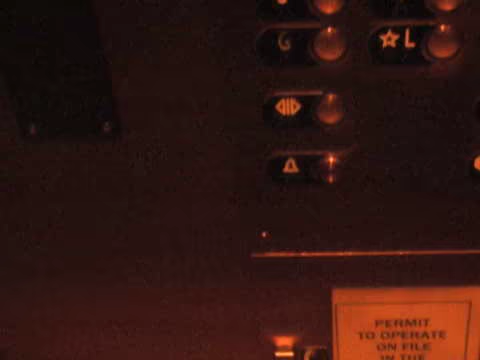 ☆L
PERMIT
TO OPERATE
ON FILE
IN THE